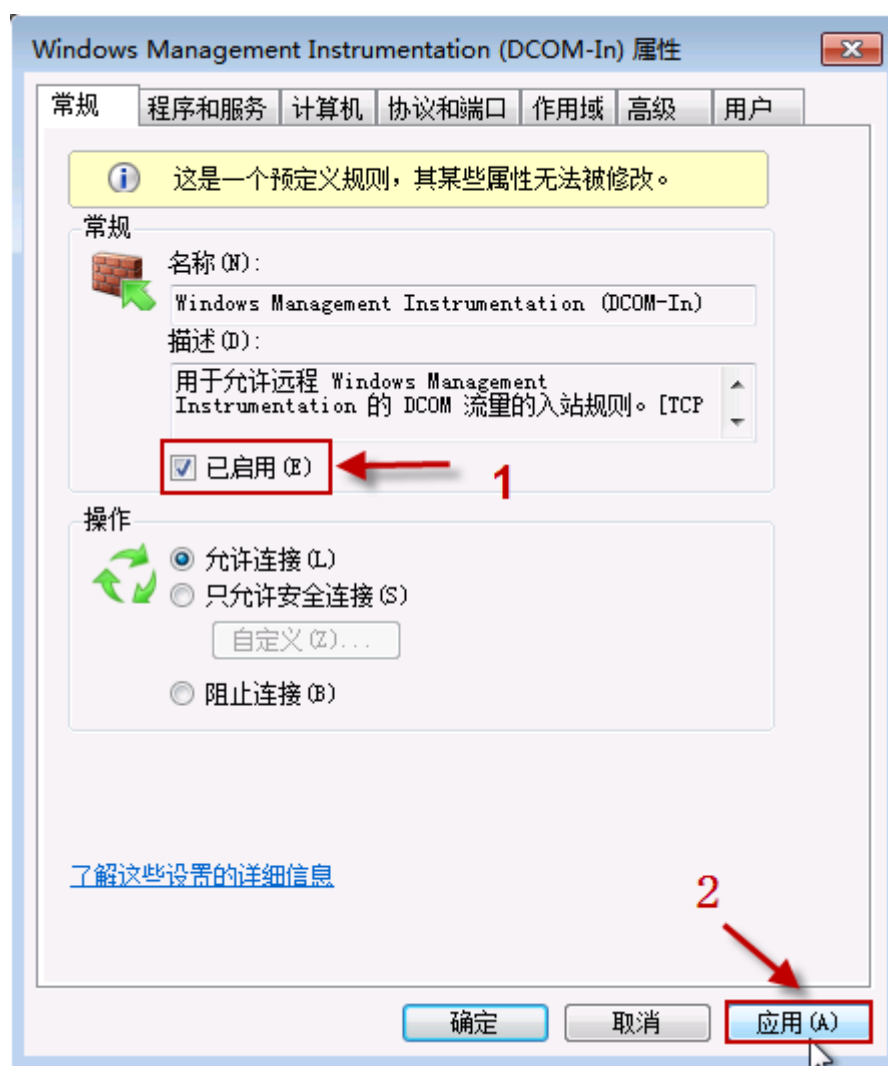 Windows Management Instrumentation (DCOM-In) 属性
常规 程序和服务 计算机 协议和端口 作用域 高级 用户
这是一个预定义规则，其某些属性无法被修改。
常规
名称(N):
Windows Management Instrumentation (DCOM-In)
描述(D):
用于允许远程 Windows Management
Instrumentation 的 DCOM 流量的入站规则。[TCP
已启用(E)
1
操作
允许连接(L)
只允许安全连接(S)
自定义(Z)...
阻止连接(B)
了解这些设置的详细信息
2
确定 取消 应用(A)